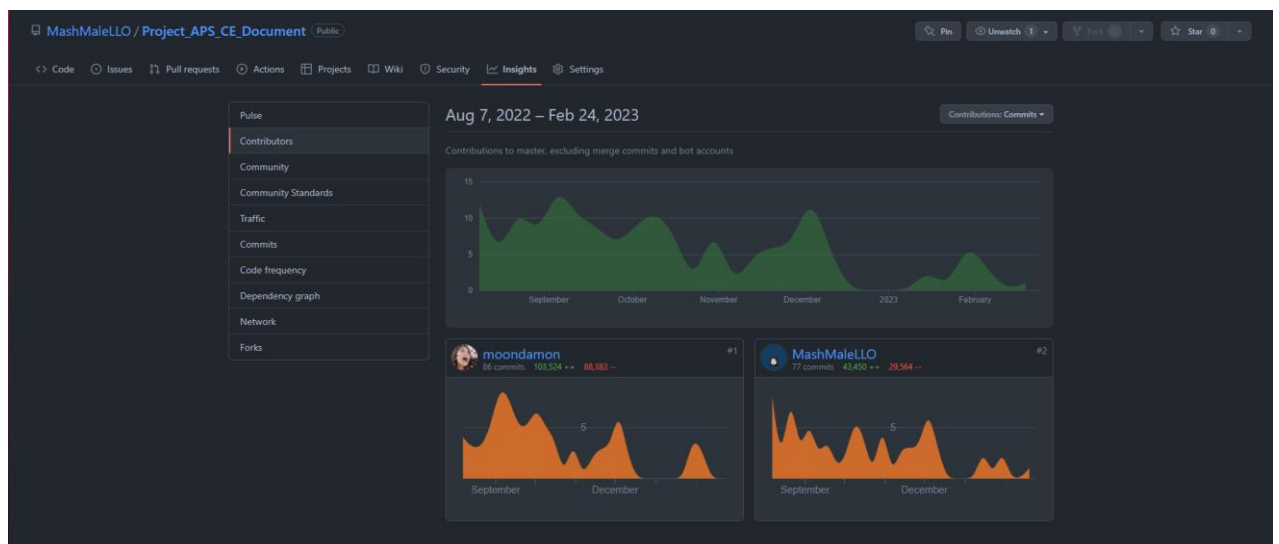 MashMaleLLO / Project_APS_CE_Document Public
Pin Unwatch 1 Fork Star 0
Code Issues Pull requests Actions Projects Wiki Security Insights Settings
Pulse
Contributors
Community
Community Standards
Traffic
Commits
Code frequency
Dependency graph
Network
Forks
Aug 7, 2022 – Feb 24, 2023
Contributions: Commits
Contributions to master, excluding merge commits and bot accounts
15
10
5
0
September October November December 2023 February
moondamon #1
86 commits 103,524 ++ 88,383 --
5
September December
MashMaleLLO #2
77 commits 43,450 ++ 29,564 --
5
September December